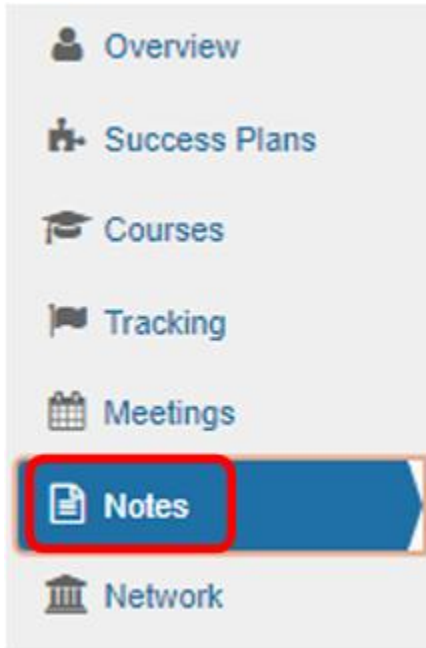 Overview
Success Plans
Courses
Tracking
Meetings
Notes
Network